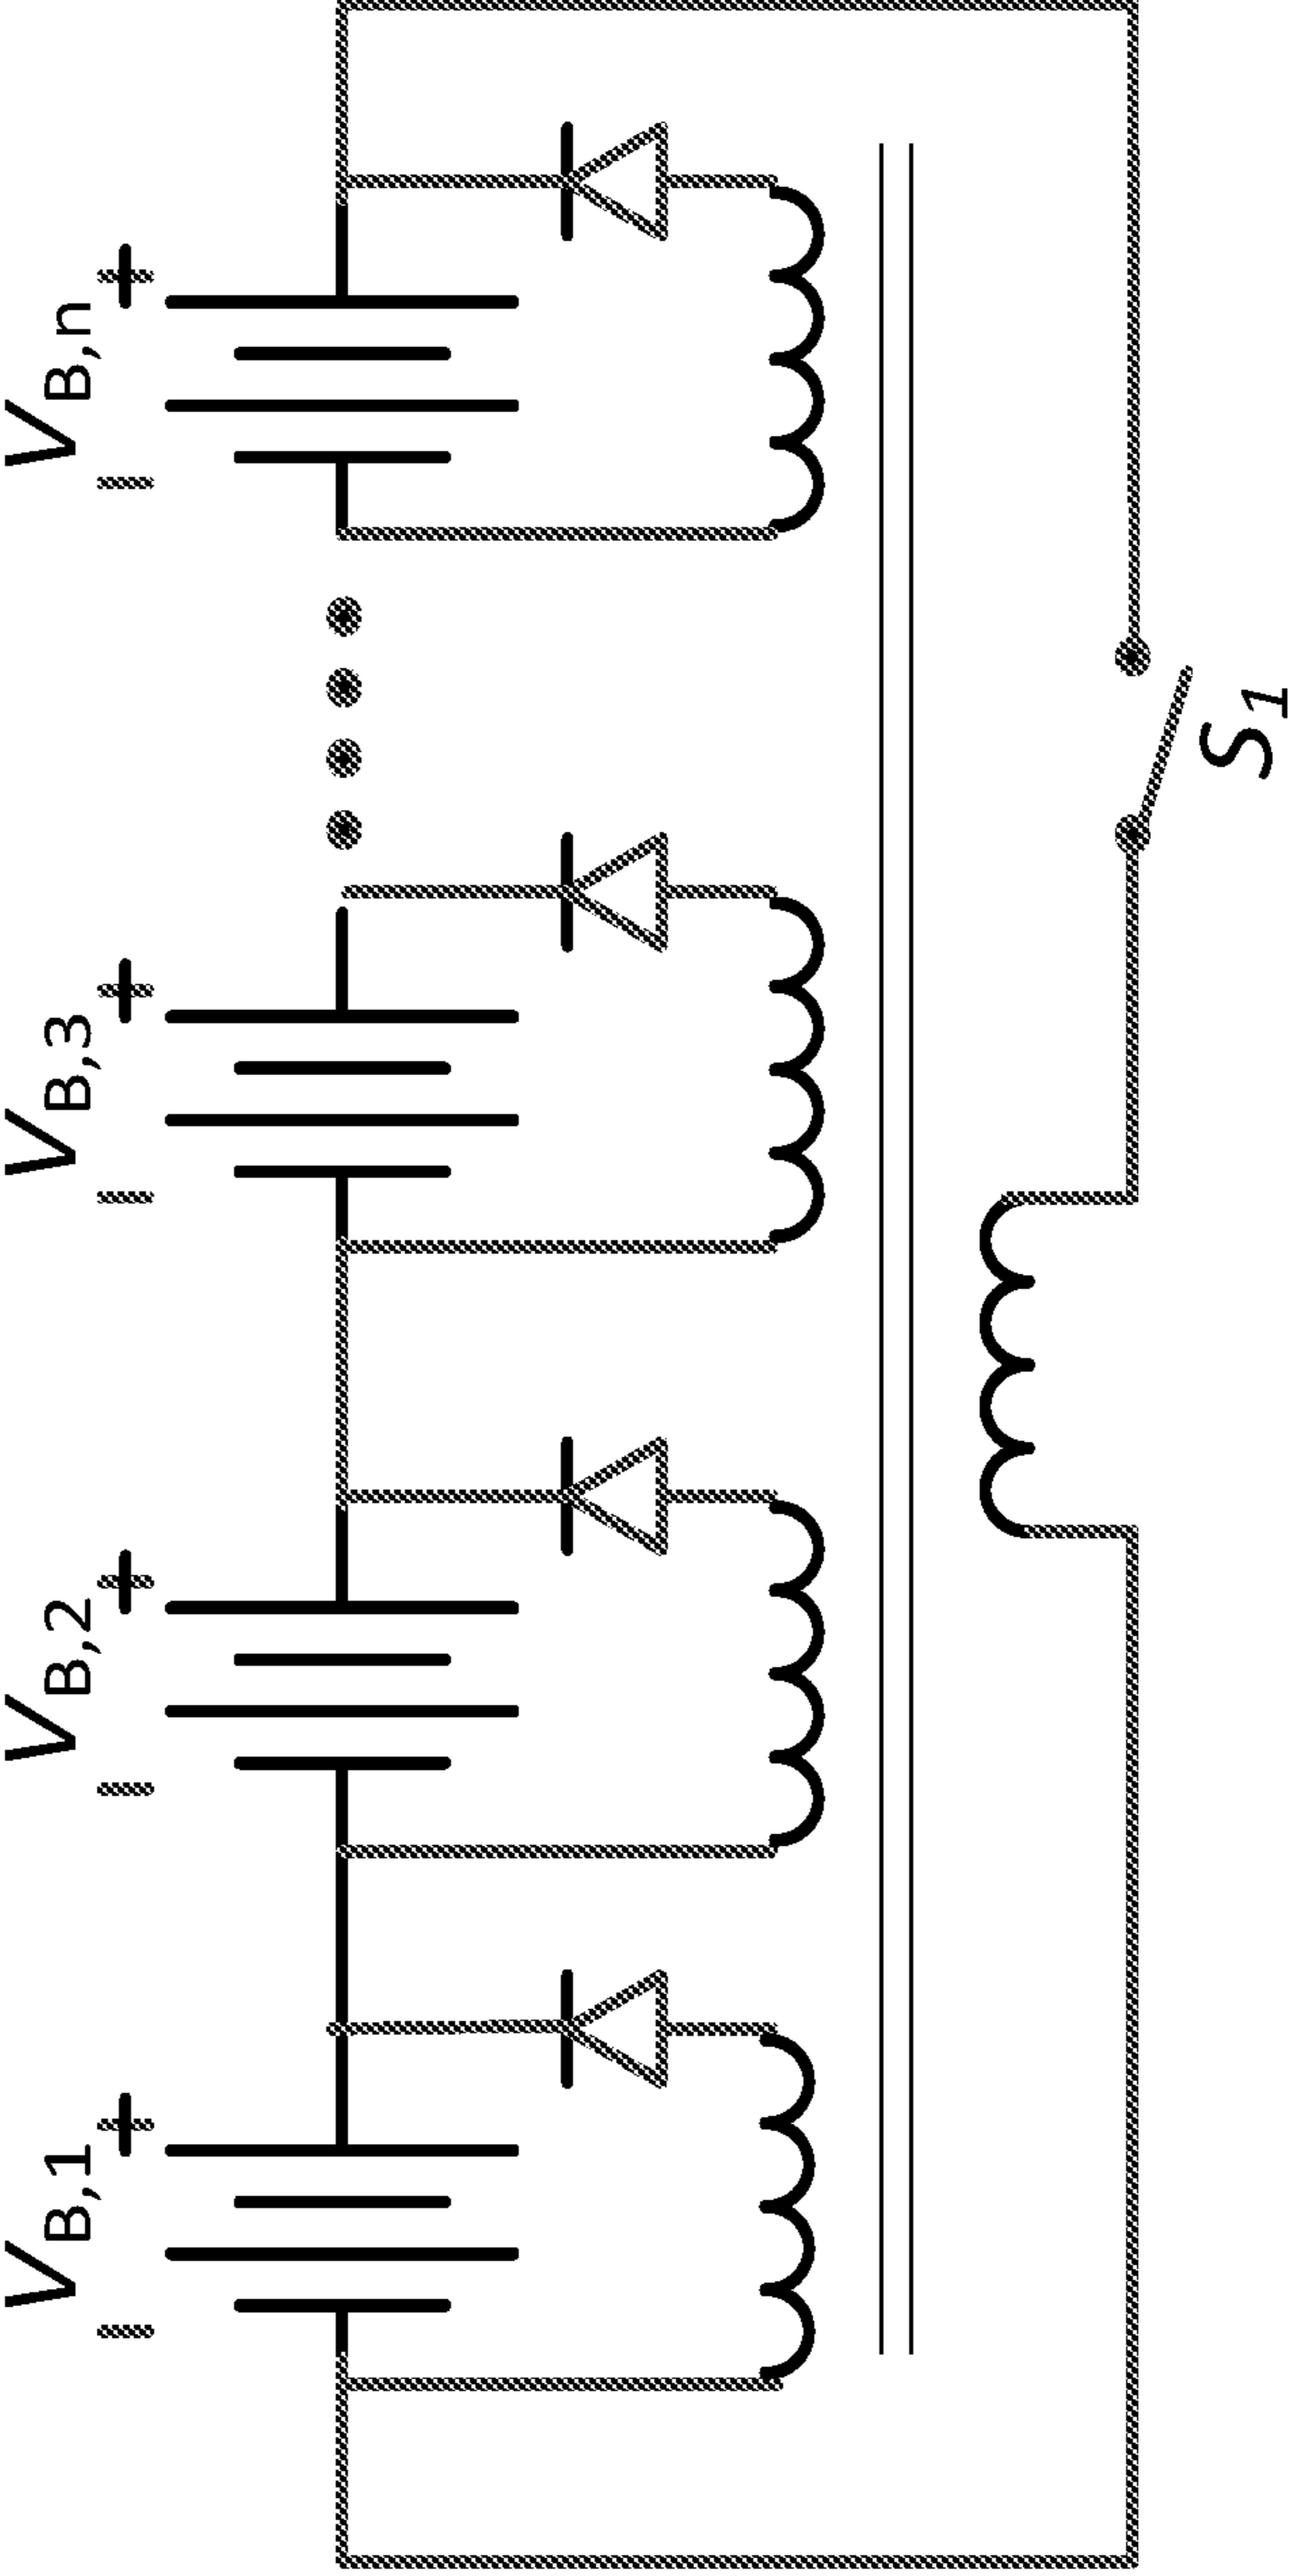 − V_B,1 +
− V_B,2 +
− V_B,3 +
− V_B,n +
S_1